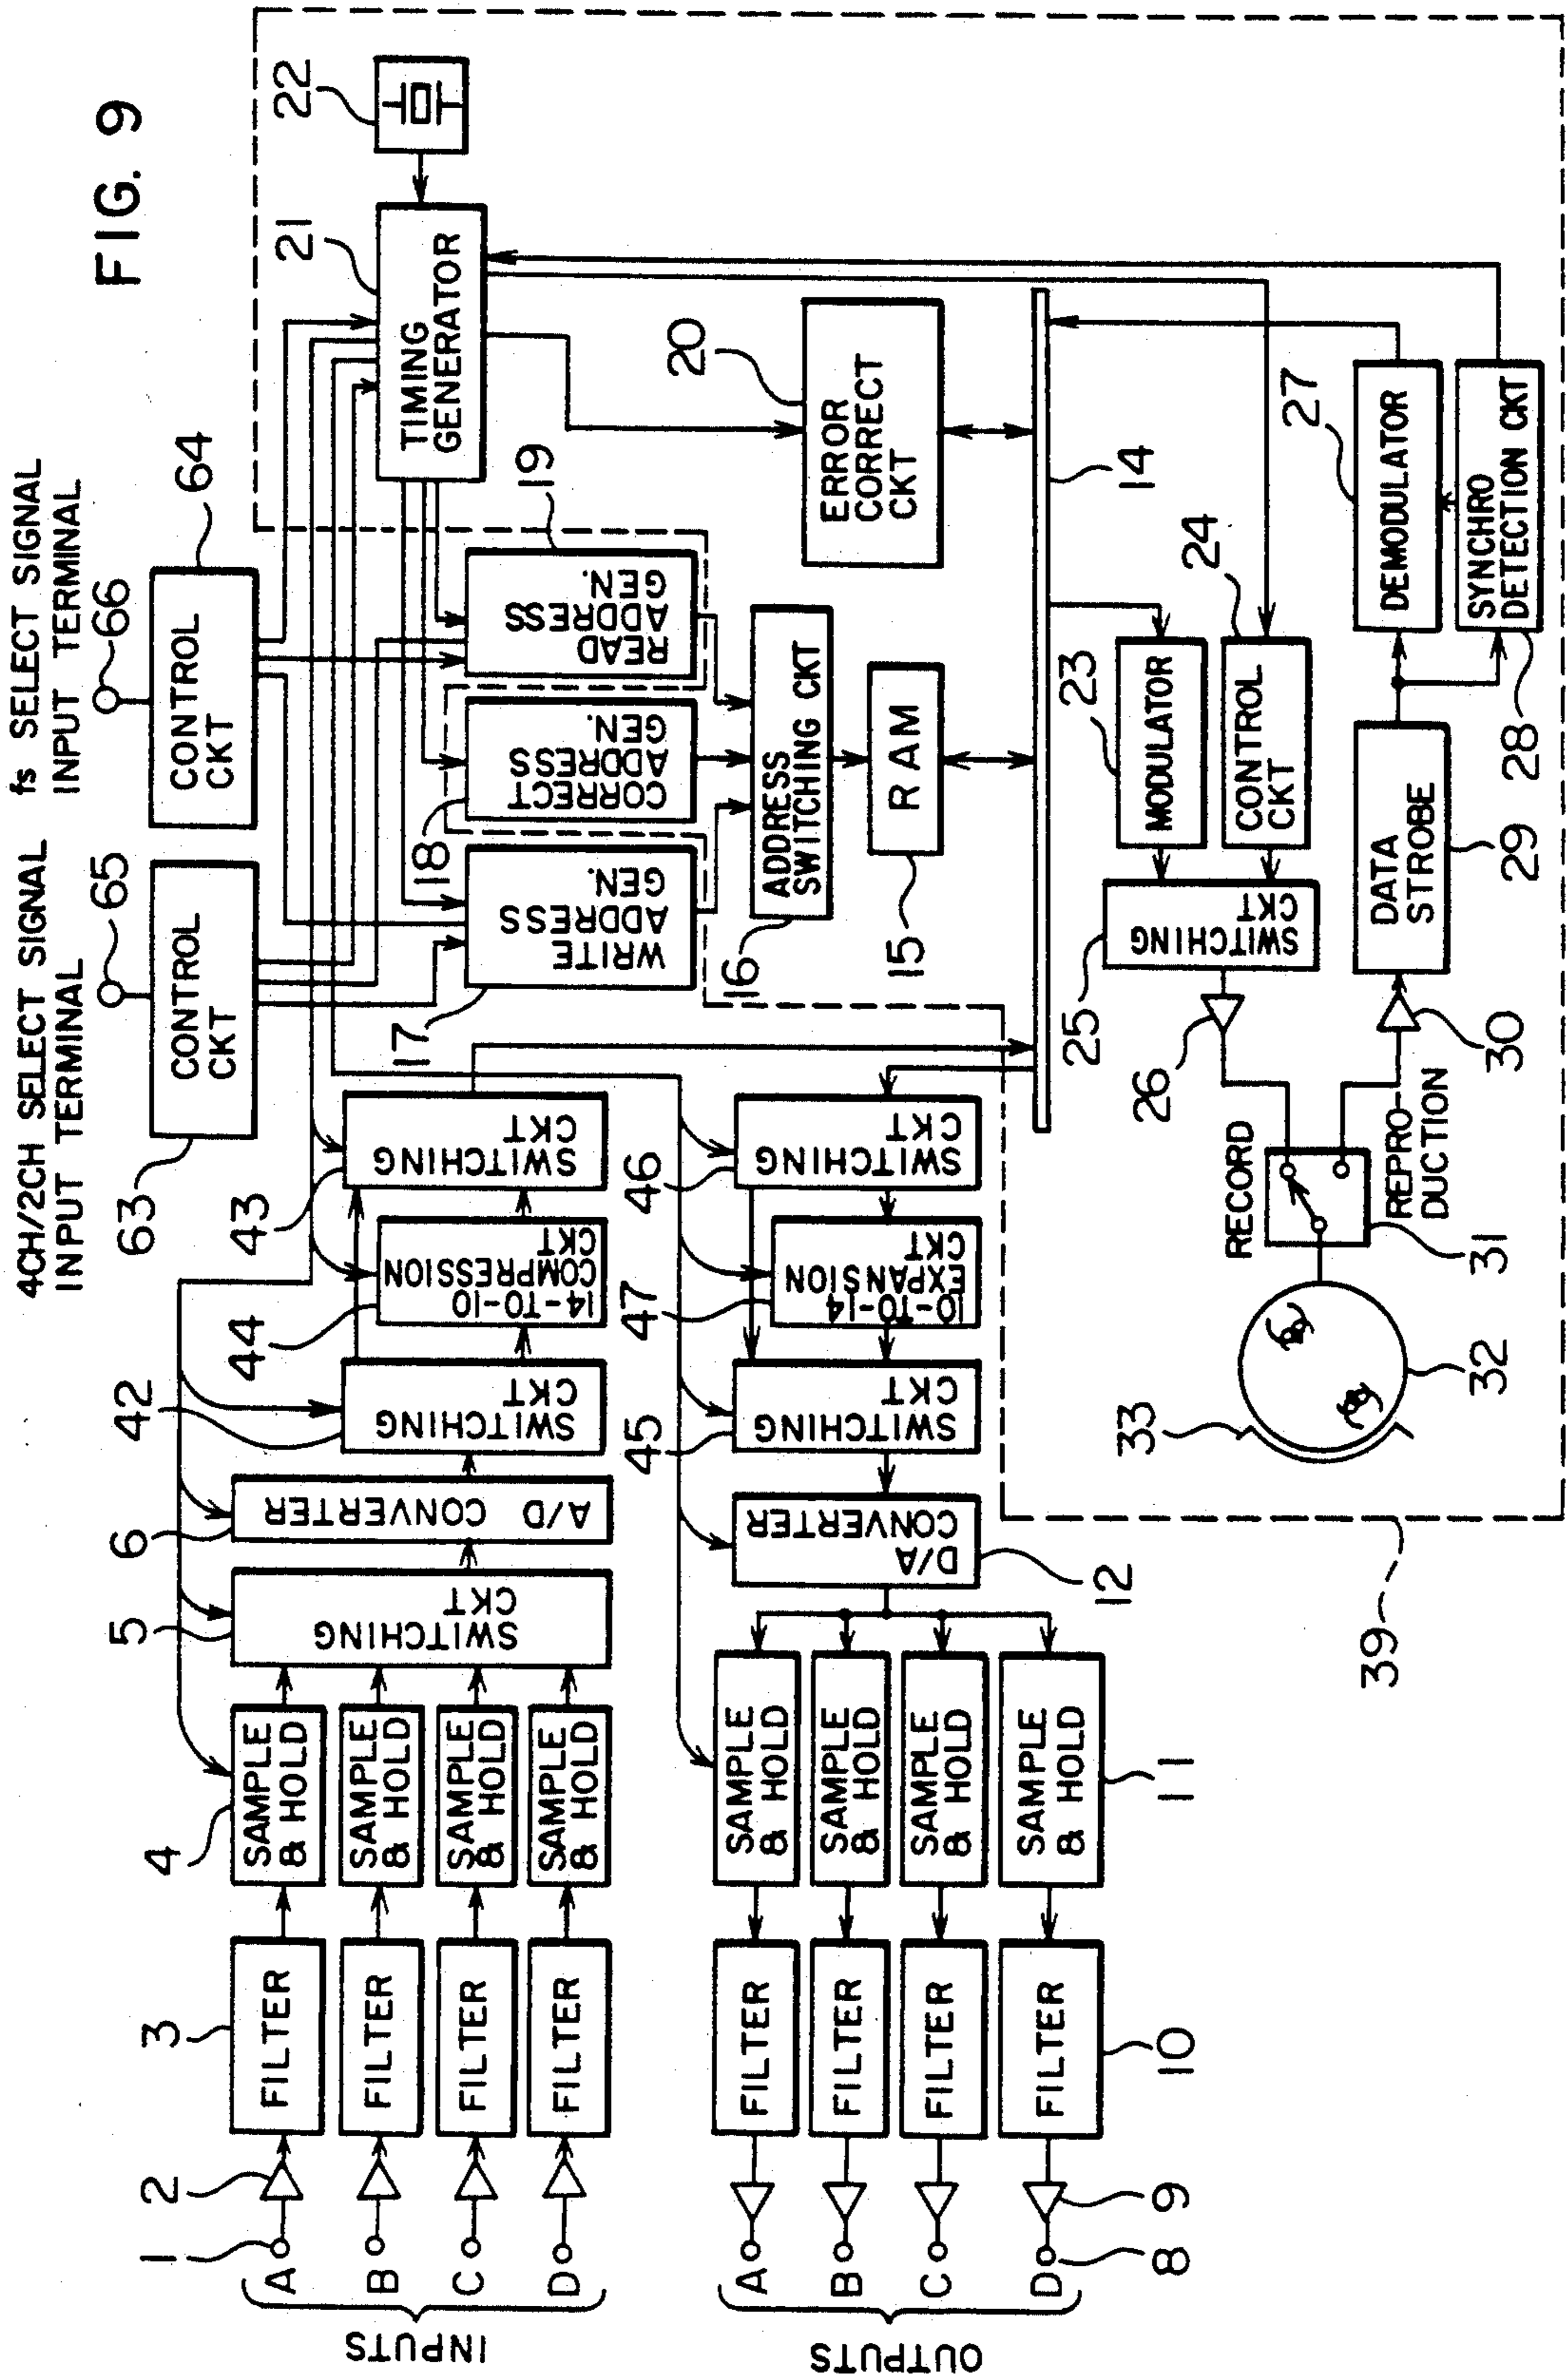 FIG. 9
4CH/2CH SELECT SIGNAL
INPUT TERMINAL
fs SELECT SIGNAL
INPUT TERMINAL
65
66
63
CONTROL
CKT
64
CONTROL
CKT
INPUTS
A
B
C
D
1
2
3
FILTER
FILTER
FILTER
FILTER
4
SAMPLE
& HOLD
SAMPLE
& HOLD
SAMPLE
& HOLD
SAMPLE
& HOLD
5
SWITCHING
CKT
6
A/D CONVERTER
42
SWITCHING
CKT
44
14-TO-10
COMPRESSION
CKT
43
SWITCHING
CKT
17
WRITE
ADDRESS
GEN.
18
CORRECT
ADDRESS
GEN.
19
READ
ADDRESS
GEN.
21
TIMING
GENERATOR
22
16
ADDRESS
SWITCHING CKT
15
RAM
20
ERROR
CORRECT
CKT
14
OUTPUTS
A
B
C
D
8
9
10
FILTER
FILTER
FILTER
FILTER
11
SAMPLE
& HOLD
SAMPLE
& HOLD
SAMPLE
& HOLD
SAMPLE
& HOLD
12
D/A
CONVERTER
45
SWITCHING
CKT
47
10-TO-14
EXPANSION
CKT
46
SWITCHING
CKT
23
MODULATOR
24
CONTROL
CKT
25
SWITCHING
CKT
26
27
DEMODULATOR
SYNCHRO
DETECTION CKT
28
DATA
STROBE
29
30
RECORD
REPRO-
DUCTION
31
32
33
39